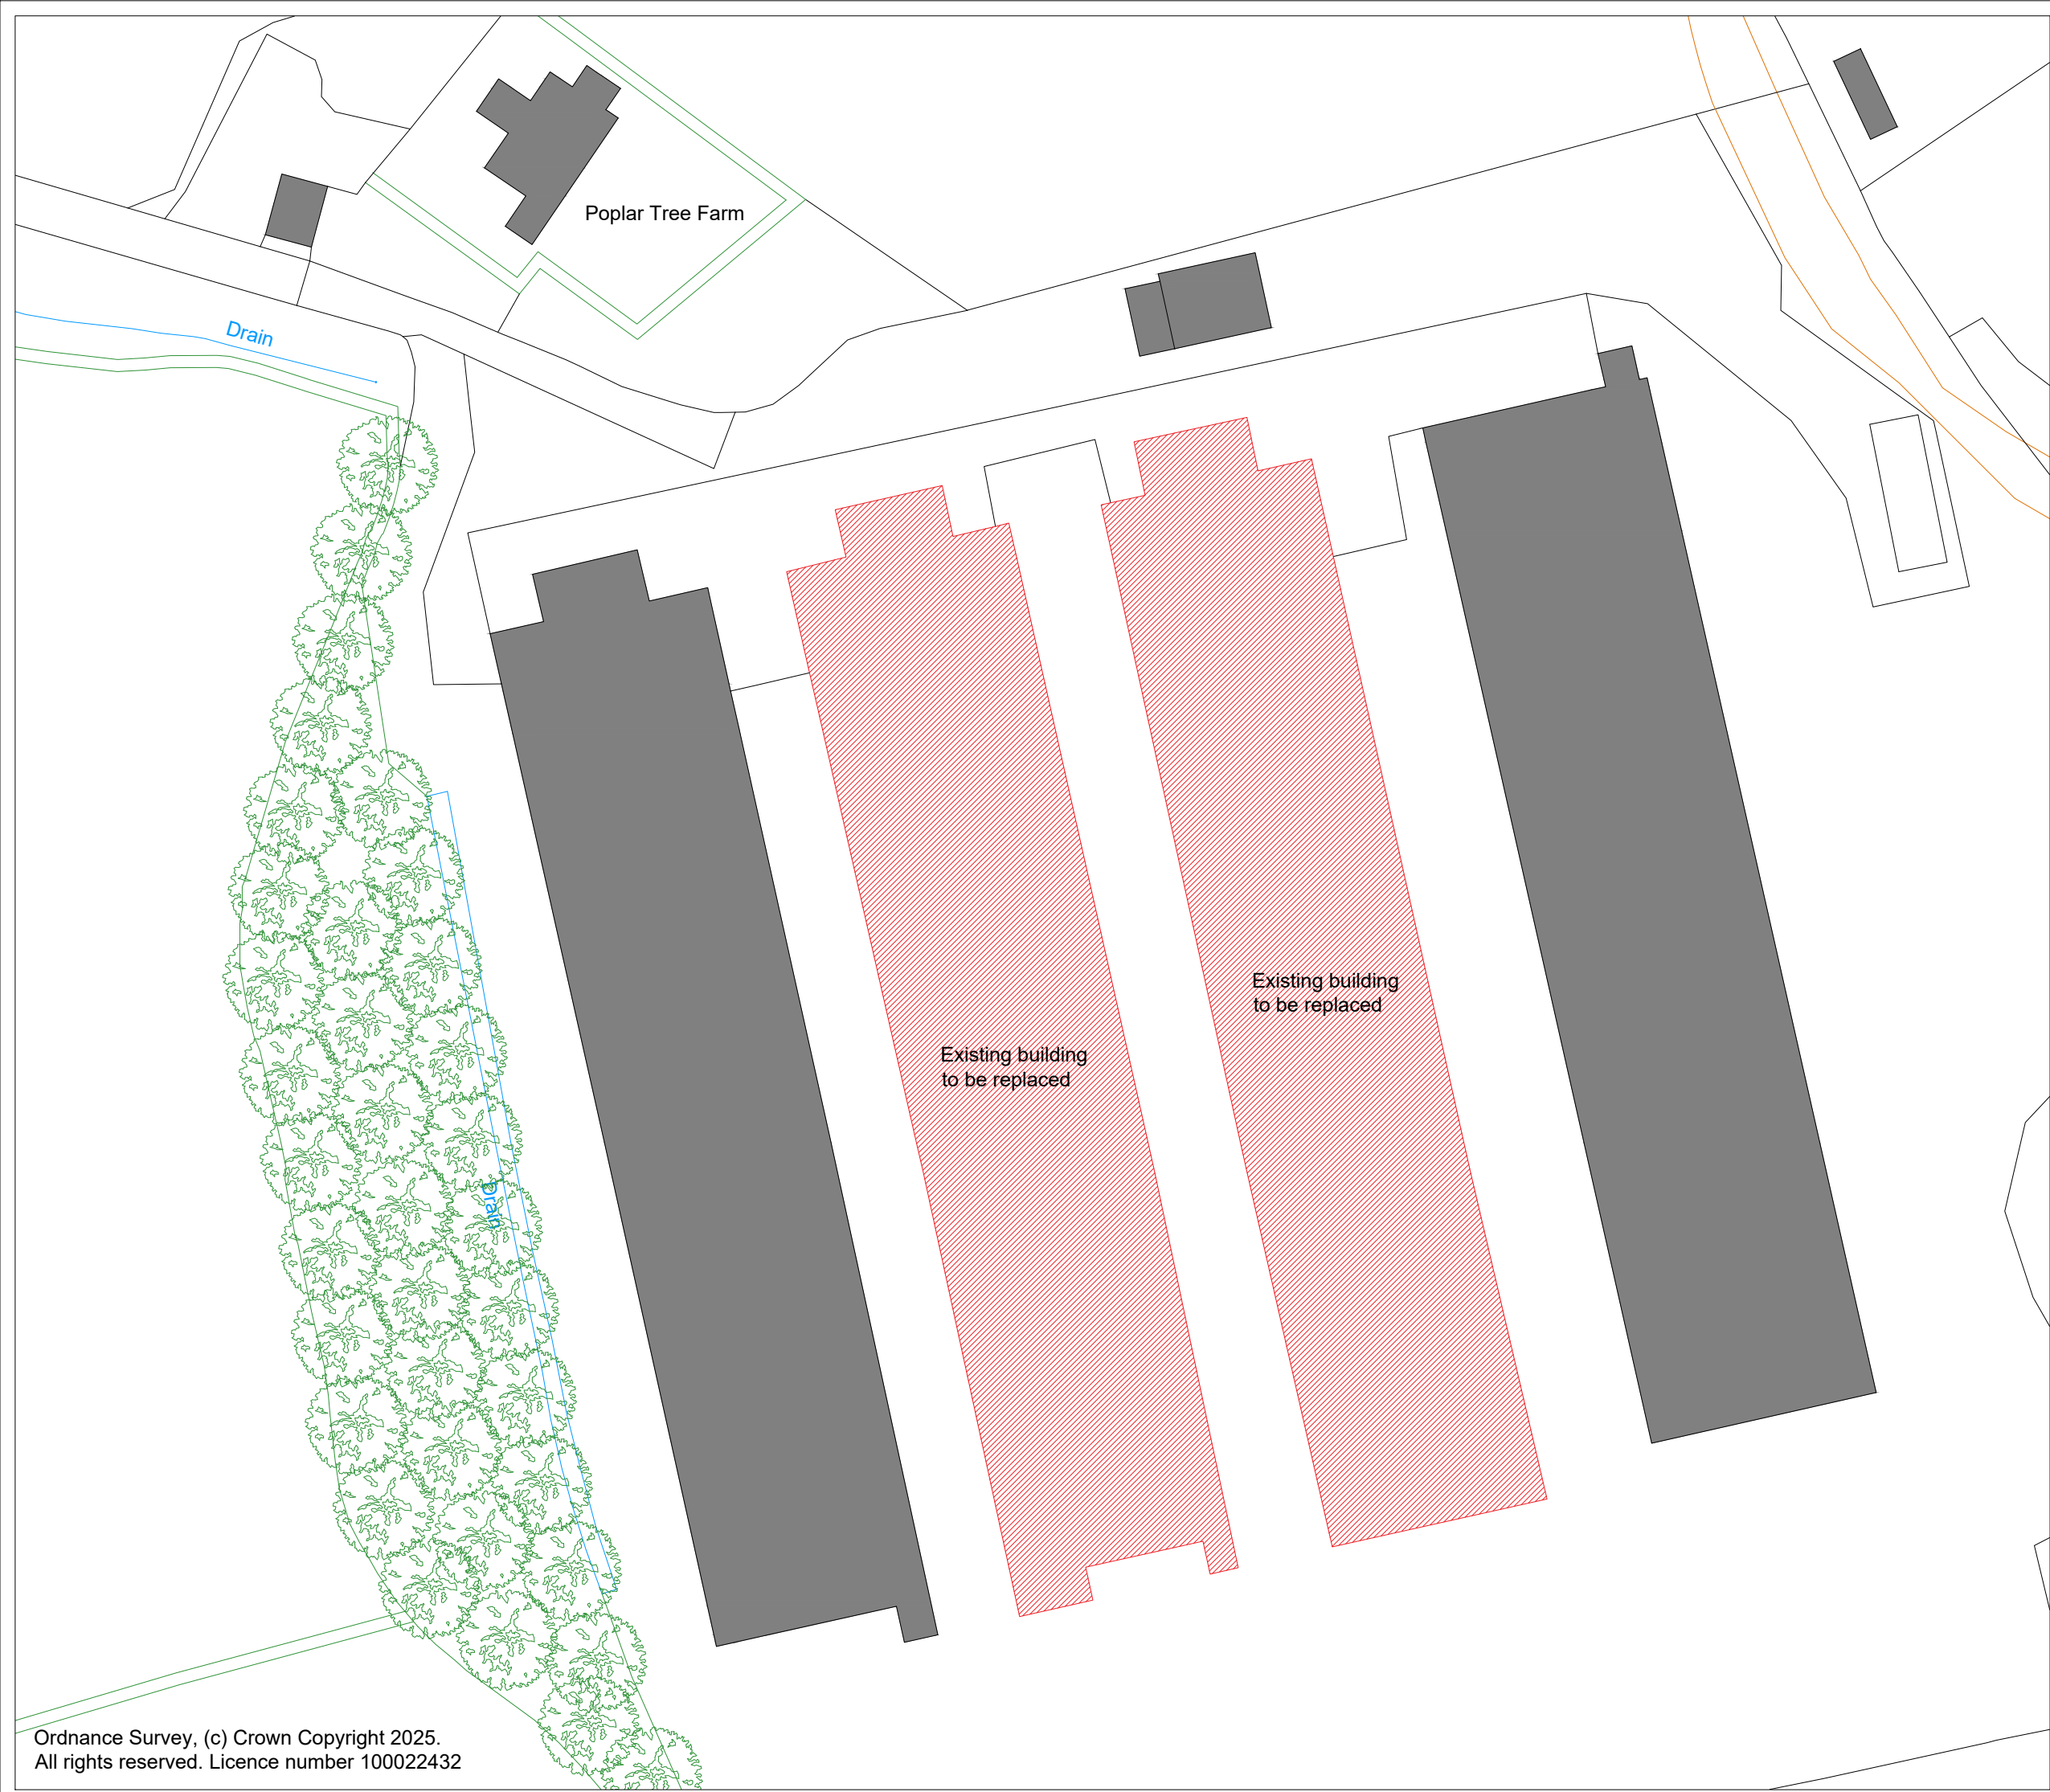 Poplar Tree Farm
Drain
Existing building
to be replaced
Existing building
to be replaced
Drain
Ordnance Survey, (c) Crown Copyright 2025.
All rights reserved. Licence number 100022432